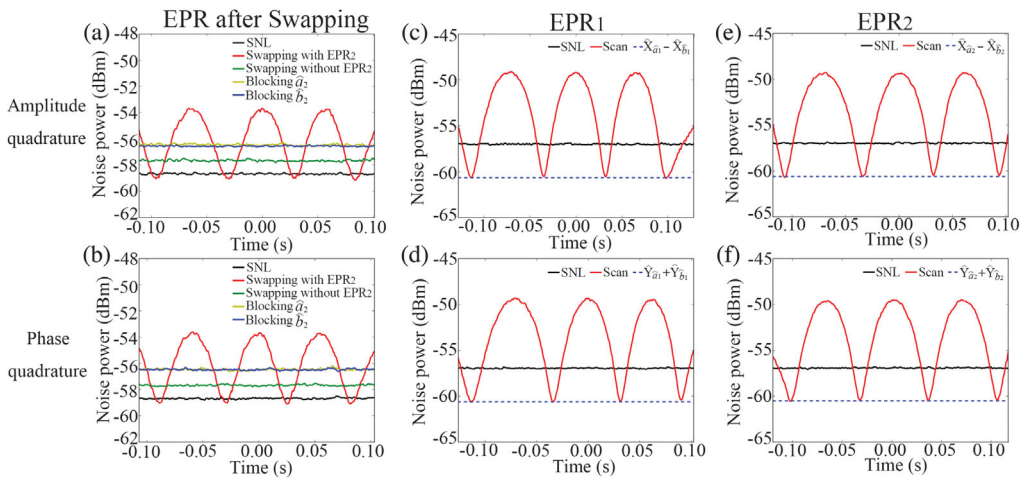 EPR after Swapping
EPR1
EPR2
Amplitude
quadrature
Phase
quadrature
(a)
-48
-50
-52
-54
-56
-58
-59
-62
Noise power (dBm)
SNL
Swapping with EPR2
Swapping without EPR2
Blocking â2
Blocking b̂2
-0.10
-0.05
0.00
0.05
0.10
Time (s)
(c)
-45
-50
-55
-60
-65
Noise power (dBm)
SNL Scan X̂â1 − X̂b̂1
-0.10
-0.05
0.00
0.05
0.10
Time (s)
(e)
-45
-50
-55
-60
-65
Noise power (dBm)
SNL Scan X̂â2 − X̂b̂2
-0.10
-0.05
0.00
0.05
0.10
Time (s)
(b)
-48
-50
-52
-54
-56
-58
-59
-62
Noise power (dBm)
SNL
Swapping with EPR2
Swapping without EPR2
Blocking â2
Blocking b̂2
-0.10
-0.05
0.00
0.05
0.10
Time (s)
(d)
-45
-50
-55
-60
-65
Noise power (dBm)
SNL Scan Ŷâ1+Ŷb̂1
-0.10
-0.05
0.00
0.05
0.10
Time (s)
(f)
-45
-50
-55
-60
-65
Noise power (dBm)
SNL Scan Ŷâ2+Ŷb̂2
-0.10
-0.05
0.00
0.05
0.10
Time (s)